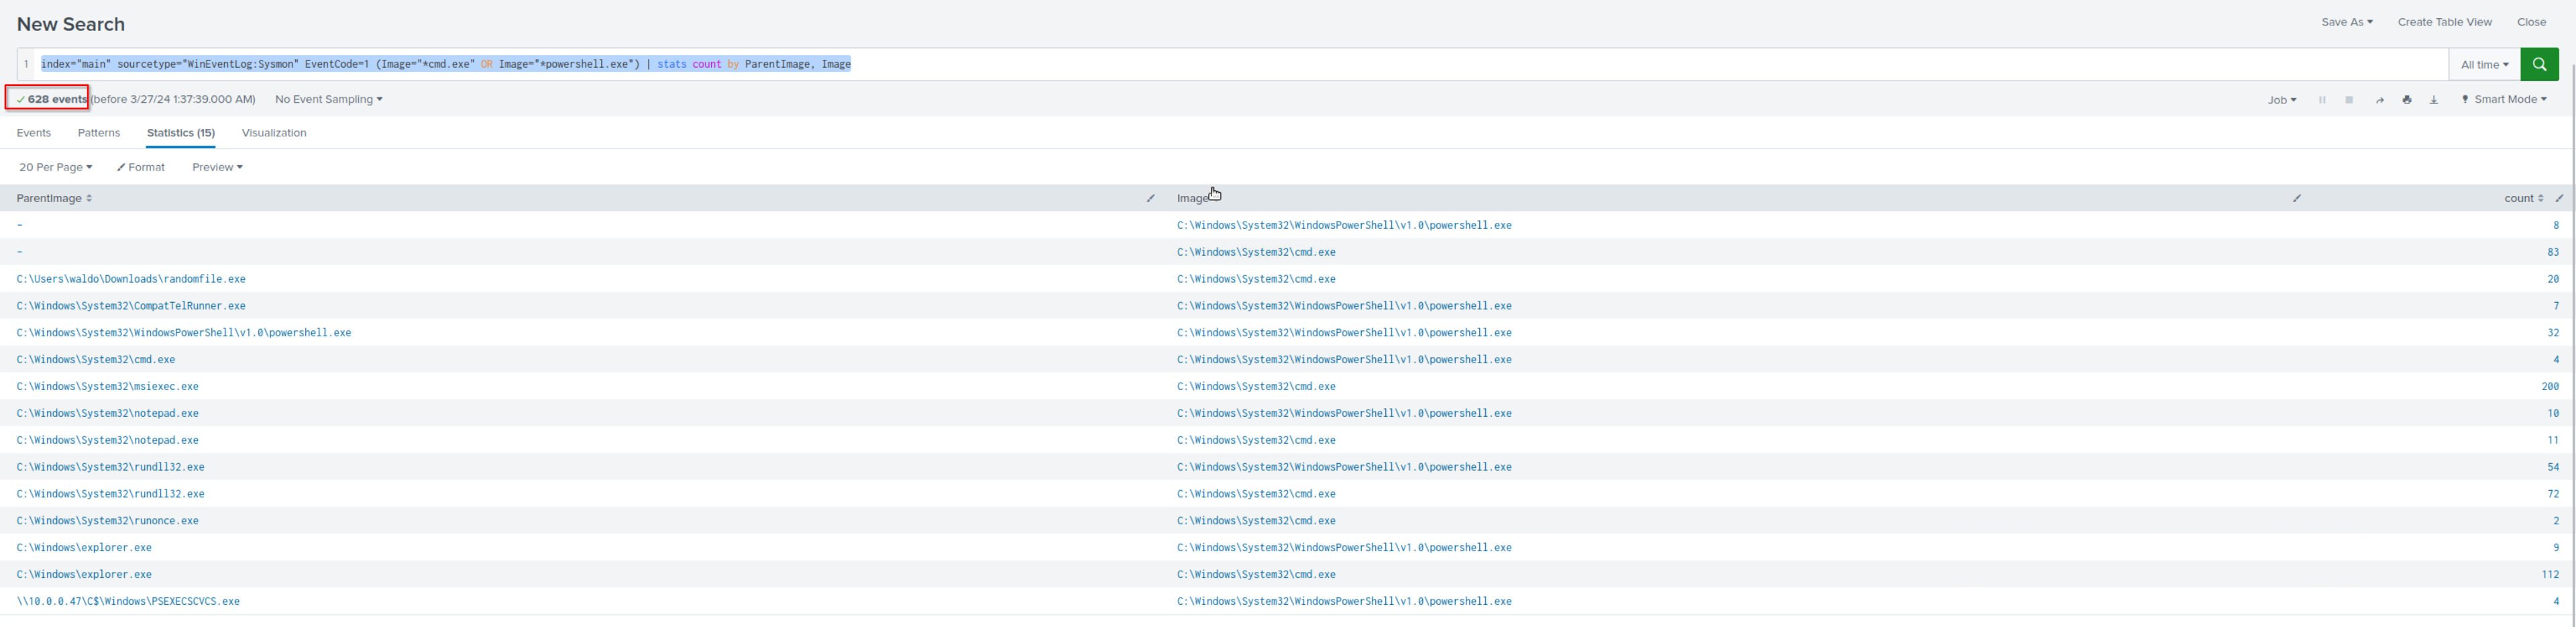 New Search
Save As Create Table View Close
1 index="main" sourcetype="WinEventLog:Sysmon" EventCode=1 (Image="*cmd.exe" OR Image="*powershell.exe") | stats count by ParentImage, Image
All time
628 events (before 3/27/24 1:37:39.000 AM) No Event Sampling
Job Smart Mode
Events Patterns Statistics (15) Visualization
20 Per Page Format Preview
ParentImage Image count
- C:\Windows\System32\WindowsPowerShell\v1.0\powershell.exe 8
- C:\Windows\System32\cmd.exe 83
C:\Users\waldo\Downloads\randomfile.exe C:\Windows\System32\cmd.exe 20
C:\Windows\System32\CompatTelRunner.exe C:\Windows\System32\WindowsPowerShell\v1.0\powershell.exe 7
C:\Windows\System32\WindowsPowerShell\v1.0\powershell.exe C:\Windows\System32\WindowsPowerShell\v1.0\powershell.exe 32
C:\Windows\System32\cmd.exe C:\Windows\System32\WindowsPowerShell\v1.0\powershell.exe 4
C:\Windows\System32\msiexec.exe C:\Windows\System32\cmd.exe 200
C:\Windows\System32\notepad.exe C:\Windows\System32\WindowsPowerShell\v1.0\powershell.exe 10
C:\Windows\System32\notepad.exe C:\Windows\System32\cmd.exe 11
C:\Windows\System32\rundll32.exe C:\Windows\System32\WindowsPowerShell\v1.0\powershell.exe 54
C:\Windows\System32\rundll32.exe C:\Windows\System32\cmd.exe 72
C:\Windows\System32\runonce.exe C:\Windows\System32\cmd.exe 2
C:\Windows\explorer.exe C:\Windows\System32\WindowsPowerShell\v1.0\powershell.exe 9
C:\Windows\explorer.exe C:\Windows\System32\cmd.exe 112
\\10.0.0.47\C$\Windows\PSEXECSCVCS.exe C:\Windows\System32\WindowsPowerShell\v1.0\powershell.exe 4